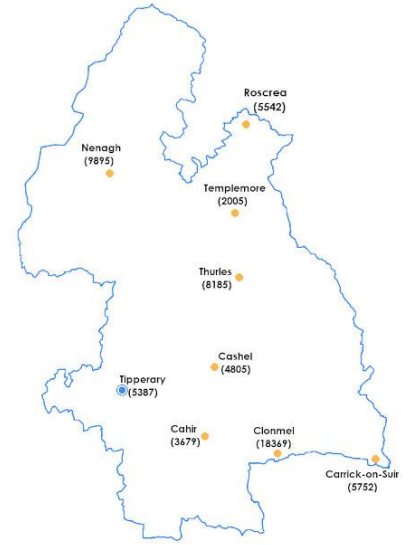 Roscrea
(5542)
Nenagh
(9895)
Templemore
(2005)
Thurles
(8185)
Cashel
(4805)
Tipperary
(5387)
Cahir
(3679)
Clonmel
(18369)
Carrick-on-Suir
(5752)